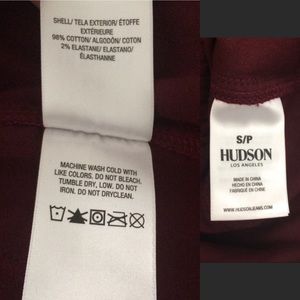 SHELL/ TELA EXTERIOR/ ÉTOFFE
EXTÉRIEURE
98% COTTON/ ALGODÓN/ COTON
2% ELASTANE/ ELASTANO/
ÉLASTHANNE
MACHINE WASH COLD WITH
LIKE COLORS. DO NOT BLEACH.
TUMBLE DRY, LOW. DO NOT
IRON. DO NOT DRYCLEAN.
S/P
HUDSON
LOS ANGELES
MADE IN CHINA
HECHO EN CHINA
FABRIQUÉ EN CHINE
WWW.HUDSONJEANS.COM